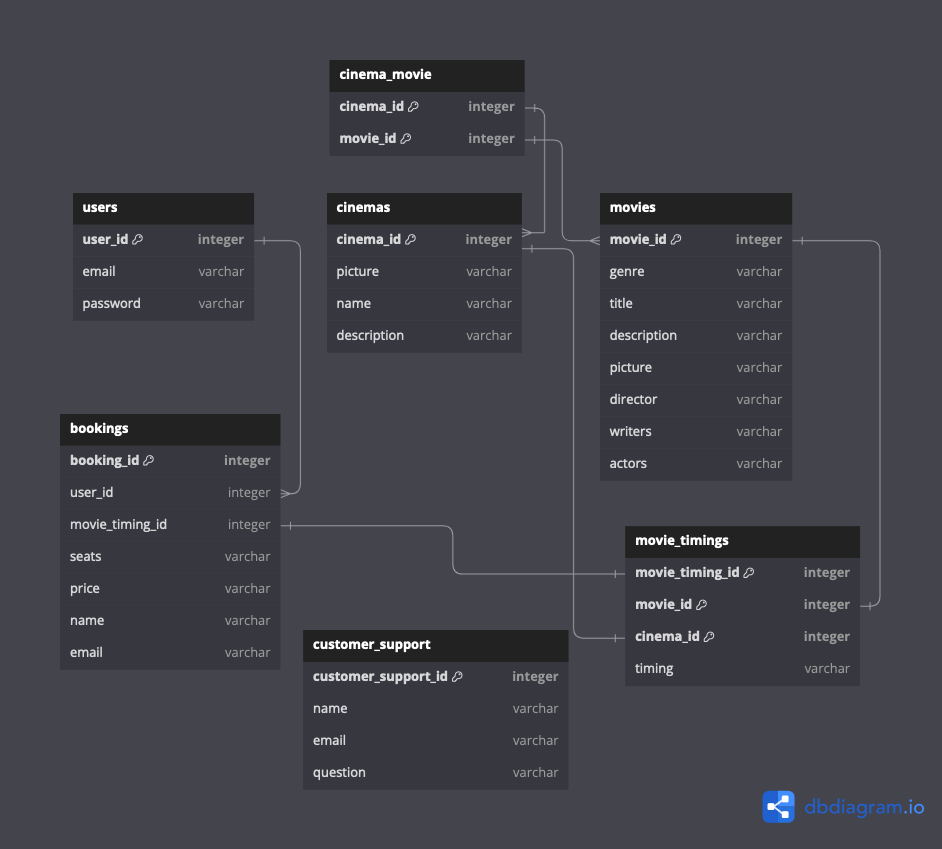 cinema_movie
cinema_id integer
movie_id integer
users
user_id integer
email varchar
password varchar
cinemas
cinema_id integer
picture varchar
name varchar
description varchar
movies
movie_id integer
genre varchar
title varchar
description varchar
picture varchar
director varchar
writers varchar
actors varchar
bookings
booking_id integer
user_id integer
movie_timing_id integer
seats varchar
price varchar
name varchar
email varchar
movie_timings
movie_timing_id integer
movie_id integer
cinema_id integer
timing varchar
customer_support
customer_support_id integer
name varchar
email varchar
question varchar
dbdiagram.io